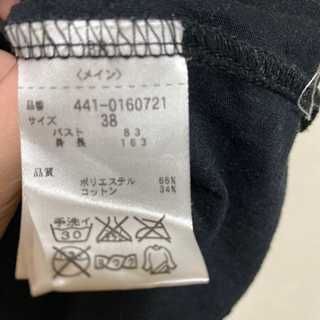 〈メイン〉
品番 441-0160721
サイズ 38
バスト 83
身長 163
品質
ポリエステル 66%
コットン 34%
手洗イ
30